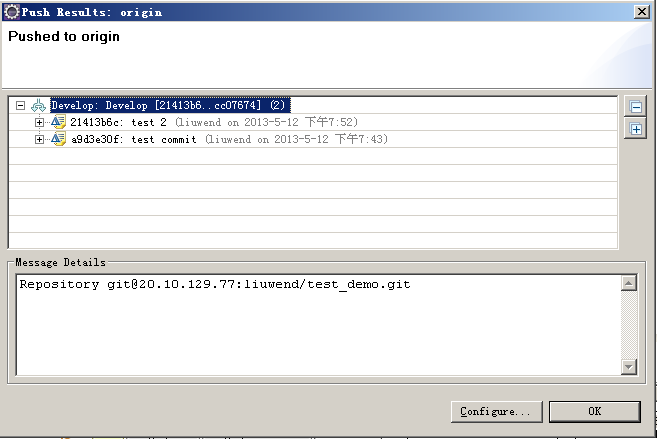 Push Results: origin
Pushed to origin
Develop: Develop [21413b6..cc07674] (2)
21413b6c: test 2 (liuwend on 2013-5-12 下午7:52)
a9d3e30f: test commit (liuwend on 2013-5-12 下午7:43)
Message Details
Repository git@20.10.129.77:liuwend/test_demo.git
Configure...
OK